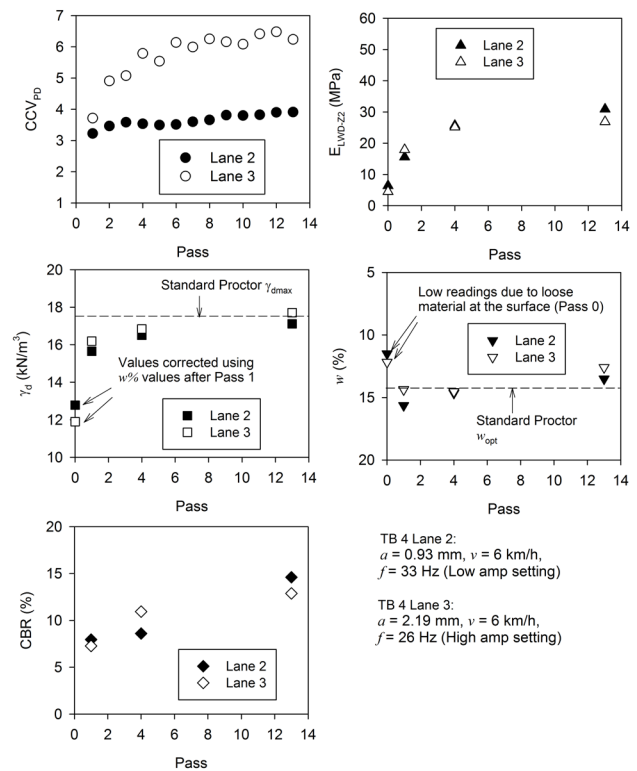 CCV_PD
7
6
5
4
3
2
1
0 2 4 6 8 10 12 14
Pass
Lane 2
Lane 3
E_LWD-Z2 (MPa)
60
50
40
30
20
10
0
0 2 4 6 8 10 12 14
Pass
Lane 2
Lane 3
γ_d (kN/m³)
20
18
16
14
12
10
0 2 4 6 8 10 12 14
Pass
Standard Proctor γ_dmax
Values corrected using
w% values after Pass 1
Lane 2
Lane 3
w (%)
5
10
15
20
0 2 4 6 8 10 12 14
Pass
Low readings due to loose
material at the surface (Pass 0)
Lane 2
Lane 3
Standard Proctor
w_opt
CBR (%)
20
15
10
5
0
0 2 4 6 8 10 12 14
Pass
Lane 2
Lane 3
TB 4 Lane 2:
a = 0.93 mm, v = 6 km/h,
f = 33 Hz (Low amp setting)
TB 4 Lane 3:
a = 2.19 mm, v = 6 km/h,
f = 26 Hz (High amp setting)